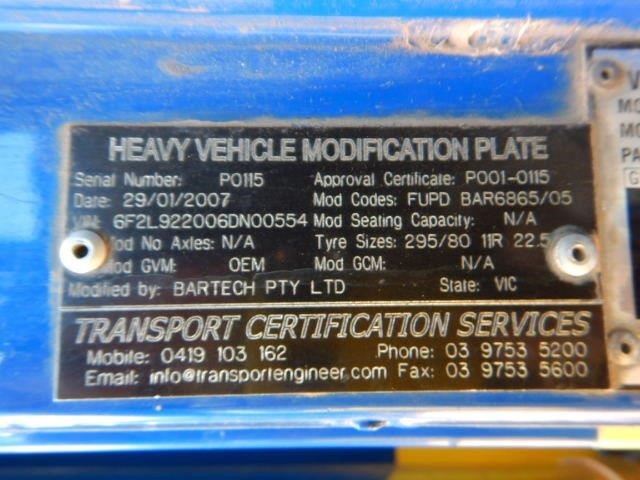 HEAVY VEHICLE MODIFICATION PLATE
Serial Number: P0115 Approval Certificate: P001-0115
Date: 29/01/2007 Mod Codes: FUPD BAR6865/05
VIN: 6F2L922006DN00554 Mod Seating Capacity: N/A
Mod No Axles: N/A Tyre Sizes: 295/80 11R 22.5
Mod GVM: OEM Mod GCM: N/A
Modified by: BARTECH PTY LTD State: VIC
TRANSPORT CERTIFICATION SERVICES
Mobile: 0419 103 162 Phone: 03 9753 5200
Email: info@transportengineer.com Fax: 03 9753 5600